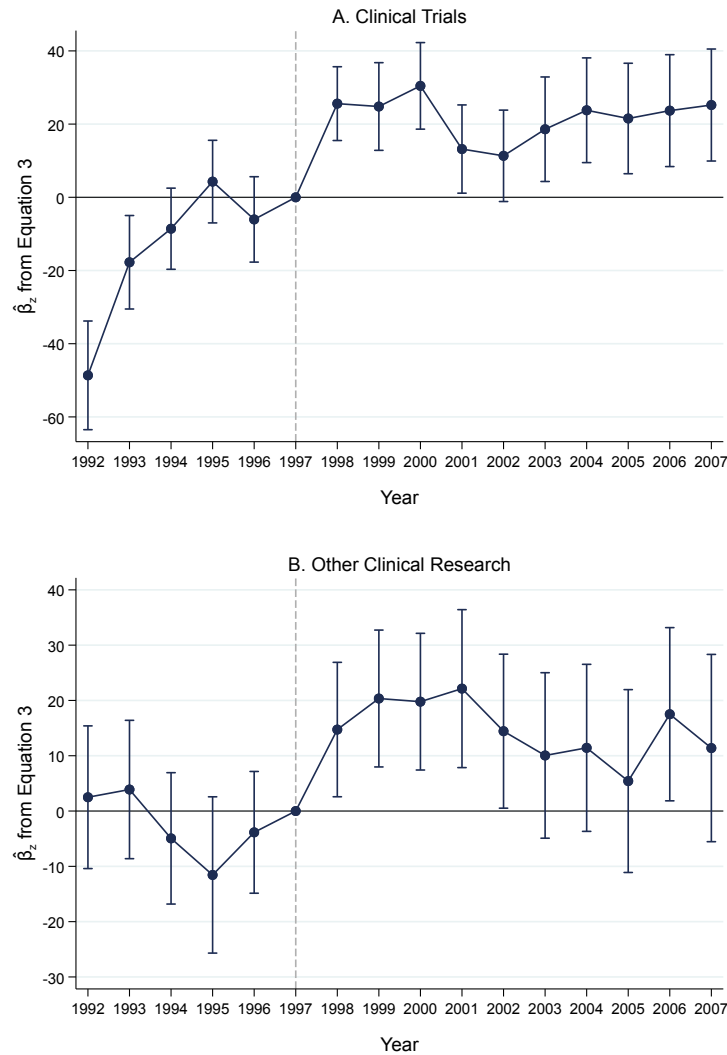 A. Clinical Trials
β̂z from Equation 3
40
20
0
-20
-40
-60
1992 1993 1994 1995 1996 1997 1998 1999 2000 2001 2002 2003 2004 2005 2006 2007
Year
B. Other Clinical Research
β̂z from Equation 3
40
30
20
10
0
-10
-20
-30
1992 1993 1994 1995 1996 1997 1998 1999 2000 2001 2002 2003 2004 2005 2006 2007
Year